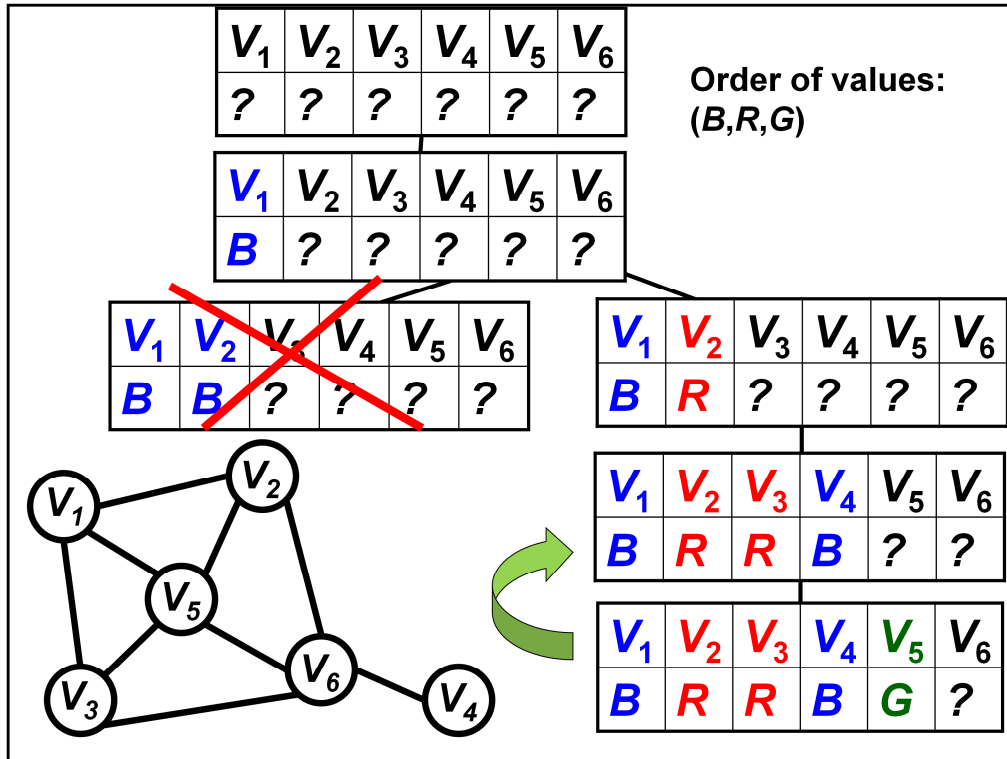 V1 V2 V3 V4 V5 V6
? ? ? ? ? ?
Order of values:
(B,R,G)
V1 V2 V3 V4 V5 V6
B ? ? ? ? ?
V1 V2 V3 V4 V5 V6
B B ? ? ? ?
V1 V2 V3 V4 V5 V6
B R ? ? ? ?
V1 V2 V3 V4 V5 V6
B R R B ? ?
V1 V2 V3 V4 V5 V6
B R R B G ?
V2
V1
V5
V6
V3
V4